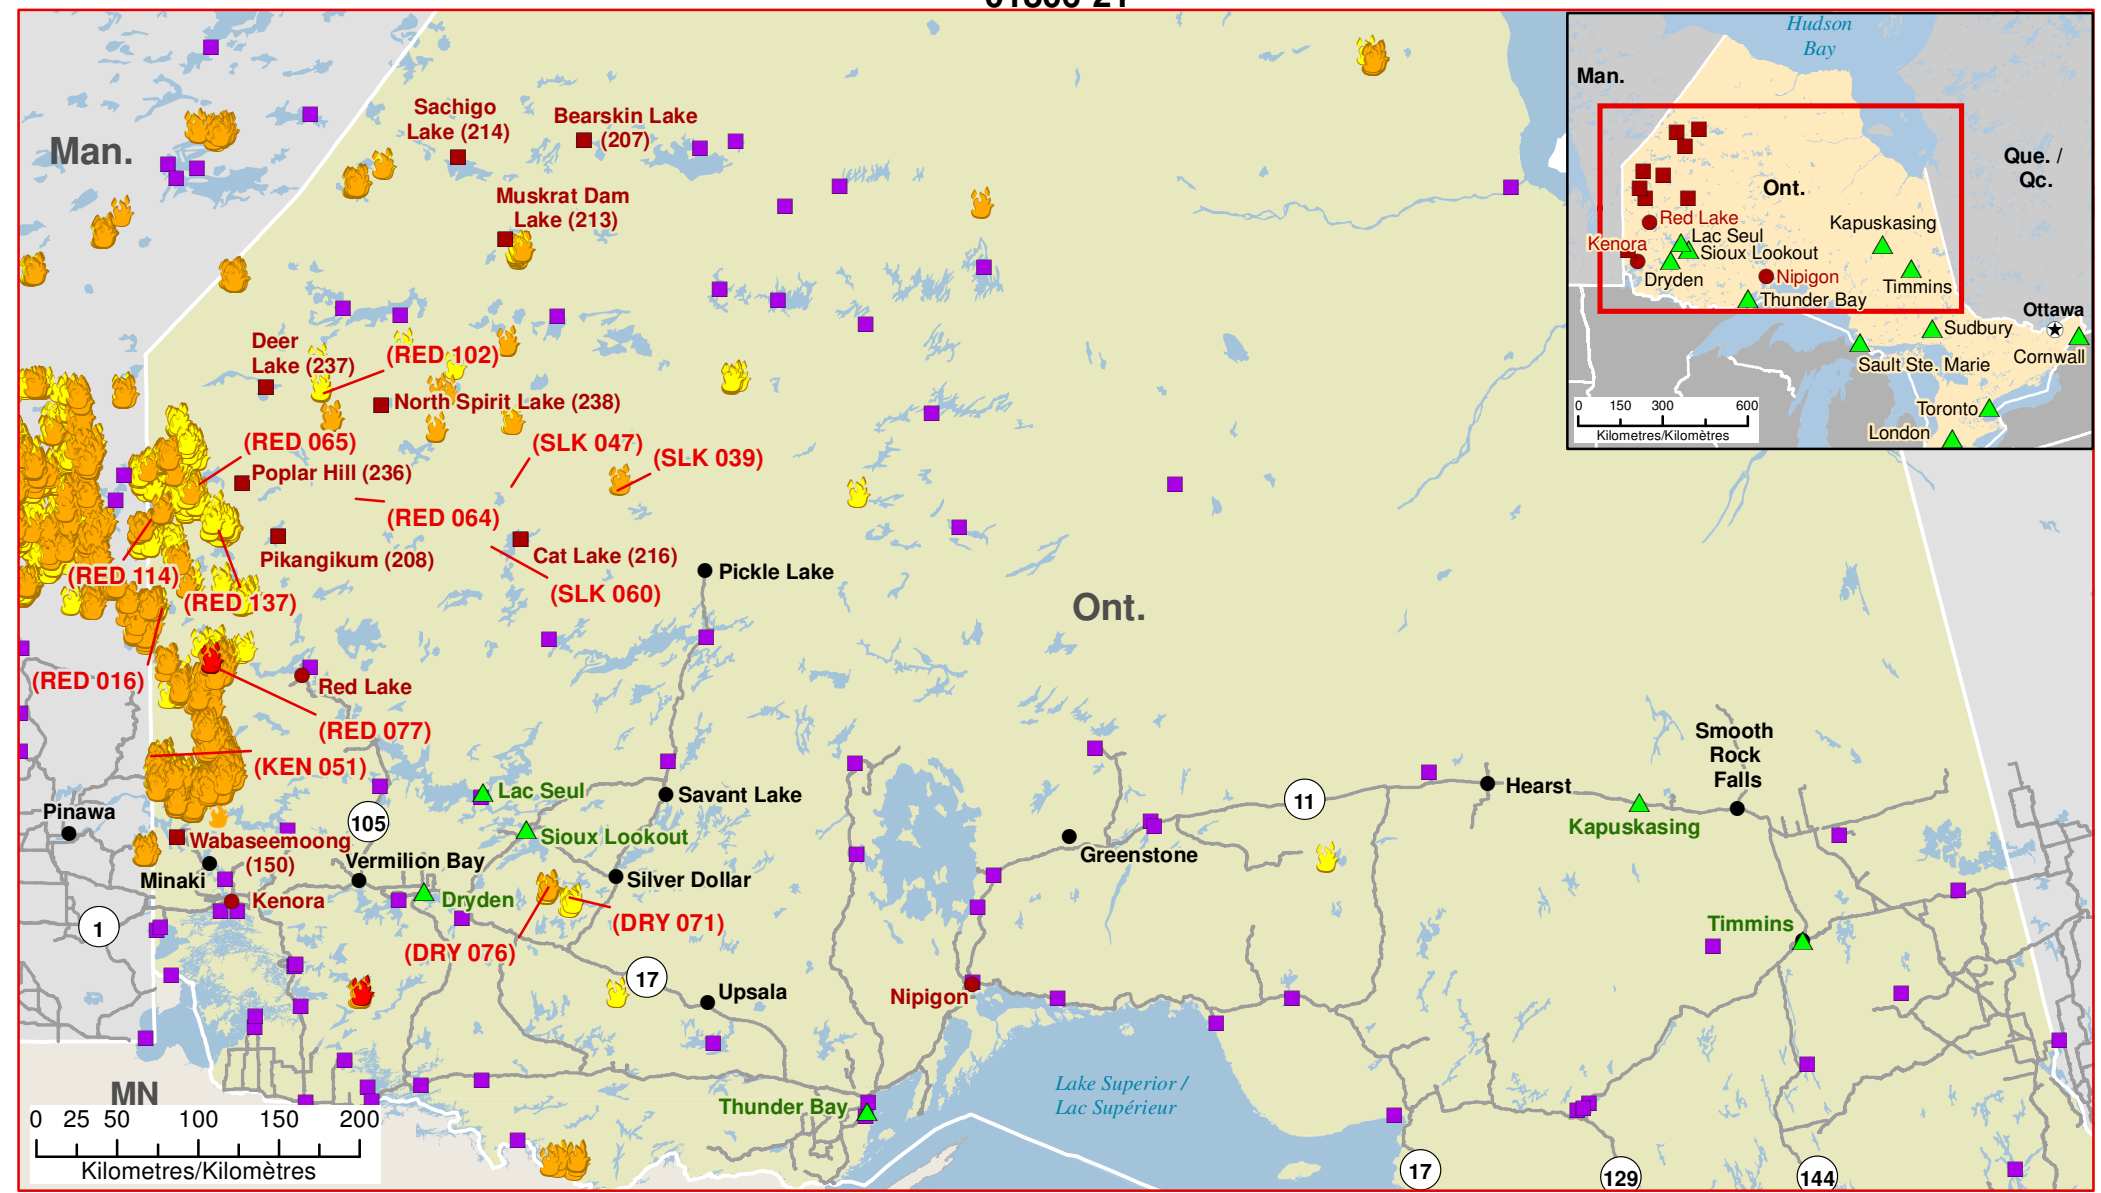 Man.
Sachigo
Lake (214)
Bearskin Lake
(207)
Muskrat Dam
Lake (213)
Deer
Lake (237)
(RED 102)
North Spirit Lake (238)
(RED 065)
Poplar Hill (236)
(SLK 047)
(SLK 039)
(RED 064)
Pikangikum (208)
Cat Lake (216)
(SLK 060)
(RED 114)
(RED 137)
Pickle Lake
Ont.
(RED 016)
Red Lake
(RED 077)
(KEN 051)
Pinawa
105
Lac Seul
Savant Lake
Sioux Lookout
Wabaseemoong
(150)
Minaki
Vermilion Bay
Silver Dollar
Kenora
Dryden
1
(DRY 071)
(DRY 076)
17
Upsala
Nipigon
Greenstone
11
Hearst
Smooth
Rock
Falls
Kapuskasing
Timmins
MN
Thunder Bay
Lake Superior /
Lac Supérieur
17
129
144
0 25 50 100 150 200
Kilometres/Kilomètres
Hudson
Bay
Man.
Que. /
Qc.
Ont.
Red Lake
Kapuskasing
Lac Seul
Kenora
Sioux Lookout
Nipigon
Dryden
Timmins
Thunder Bay
Ottawa
Sudbury
Cornwall
Sault Ste. Marie
Toronto
London
0 150 300 600
Kilometres/Kilomètres